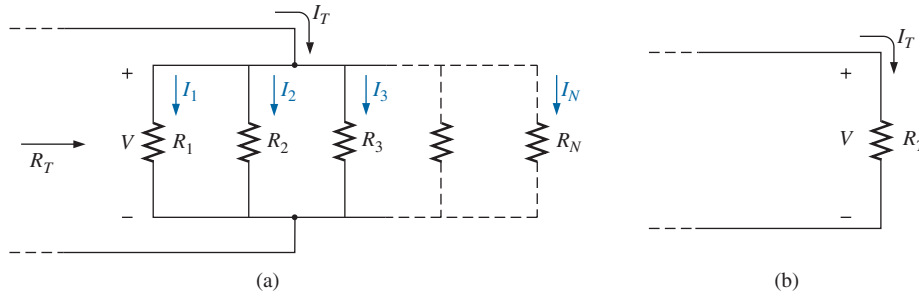 I_T
I_T
+ I_1 I_2 I_3 I_N +
V R_1 R_2 R_3 R_N V
R_T
– –
(a) (b)